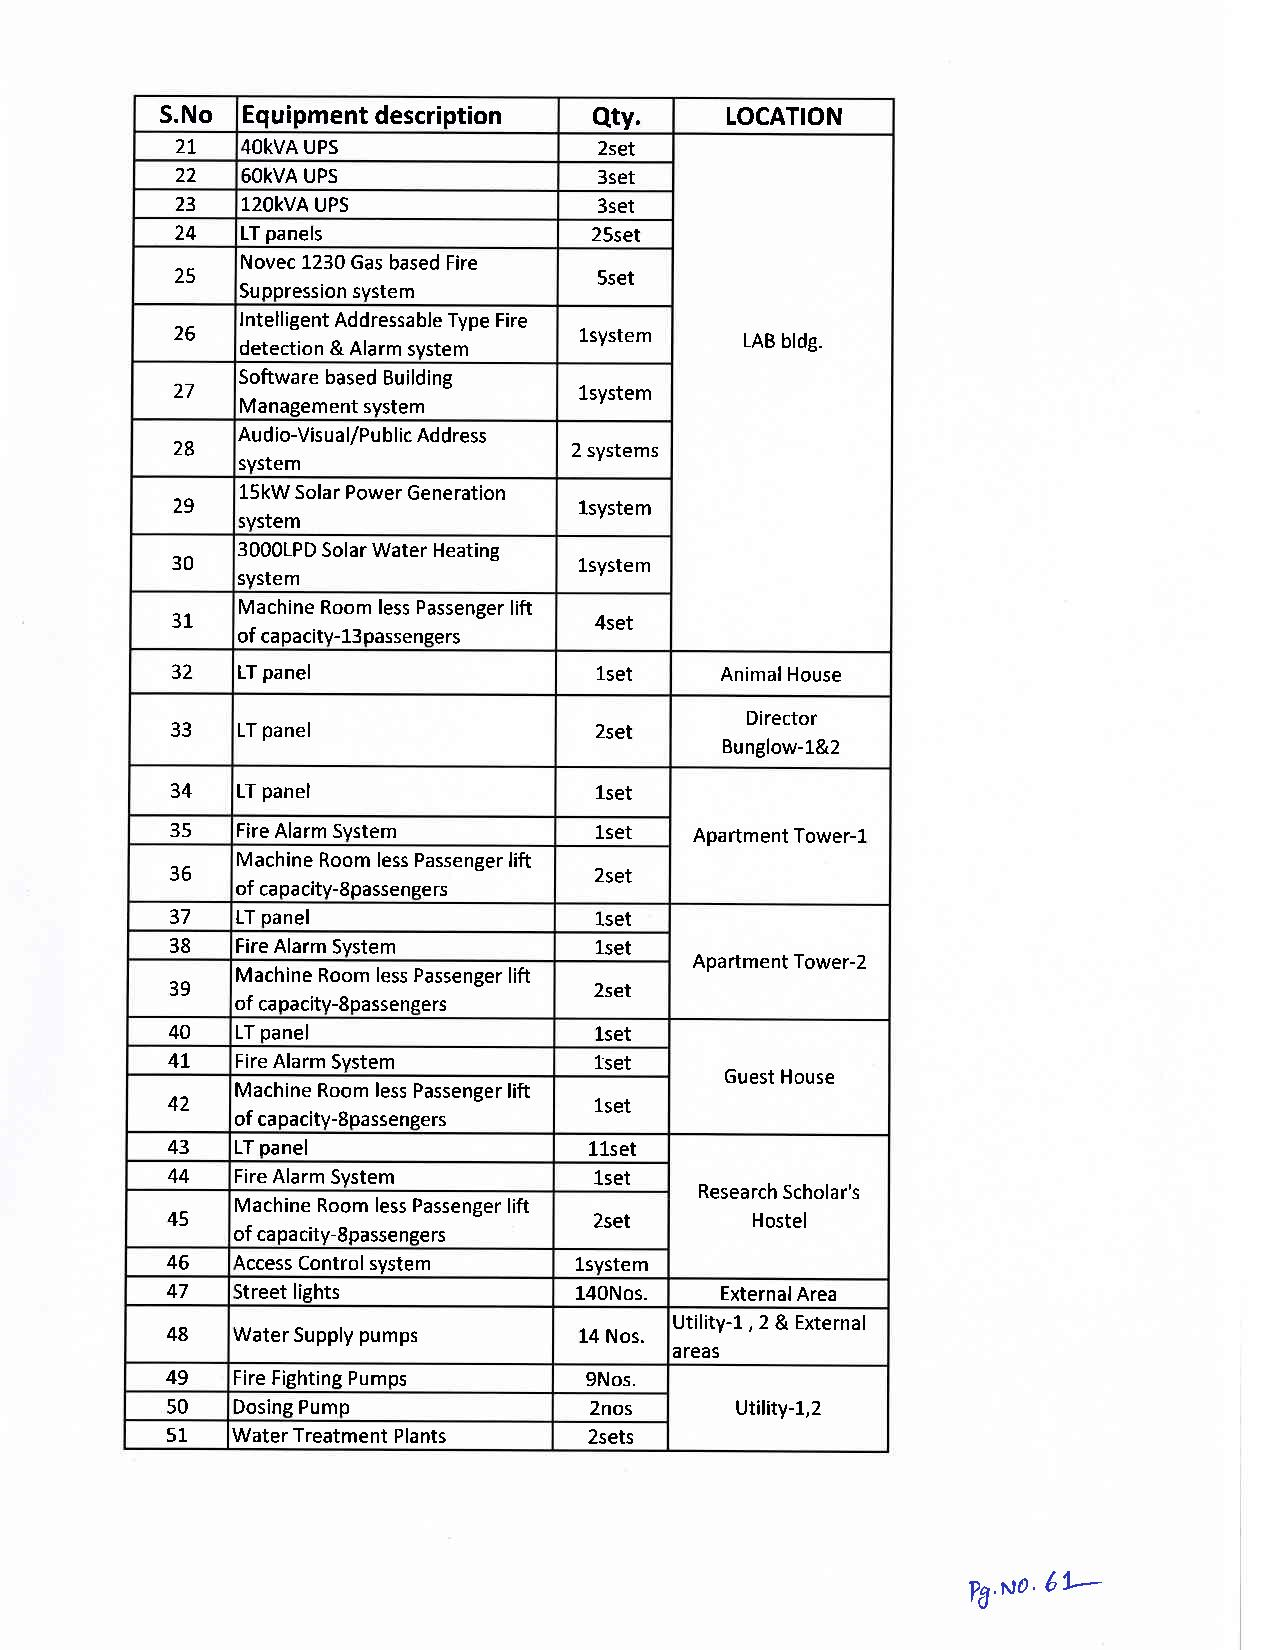 S.No Equipment description Qty. LOCATION
21 40kVA UPS 2set
22 60kVA UPS 3set
23 120kVA UPS 3set
24 LT panels 25set
Novec 1230 Gas based Fire
25 5set
Suppression system
Intelligent Addressable Type Fire
26 1system LAB bldg.
detection & Alarm system
Software based Building
27 1system
Management system
Audio-Visual/Public Address
28 2 systems
system
15kW Solar Power Generation
29 1system
system
3000LPD Solar Water Heating
30 1system
system
Machine Room less Passenger lift
31 4set
of capacity-13passengers
32 LT panel 1set Animal House
Director
33 LT panel 2set
Bunglow-1&2
34 LT panel 1set
35 Fire Alarm System 1set Apartment Tower-1
Machine Room less Passenger lift
36 2set
of capacity-8passengers
37 LT panel 1set
38 Fire Alarm System 1set
Apartment Tower-2
Machine Room less Passenger lift
39 2set
of capacity-8passengers
40 LT panel 1set
41 Fire Alarm System 1set
Guest House
Machine Room less Passenger lift
42 1set
of capacity-8passengers
43 LT panel 11set
44 Fire Alarm System 1set
Research Scholar's
Machine Room less Passenger lift
45 2set Hostel
of capacity-8passengers
46 Access Control system 1system
47 Street lights 140Nos. External Area
Utility-1 , 2 & External
48 Water Supply pumps 14 Nos.
areas
49 Fire Fighting Pumps 9Nos.
50 Dosing Pump 2nos Utility-1,2
51 Water Treatment Plants 2sets
Pg.NO. 61